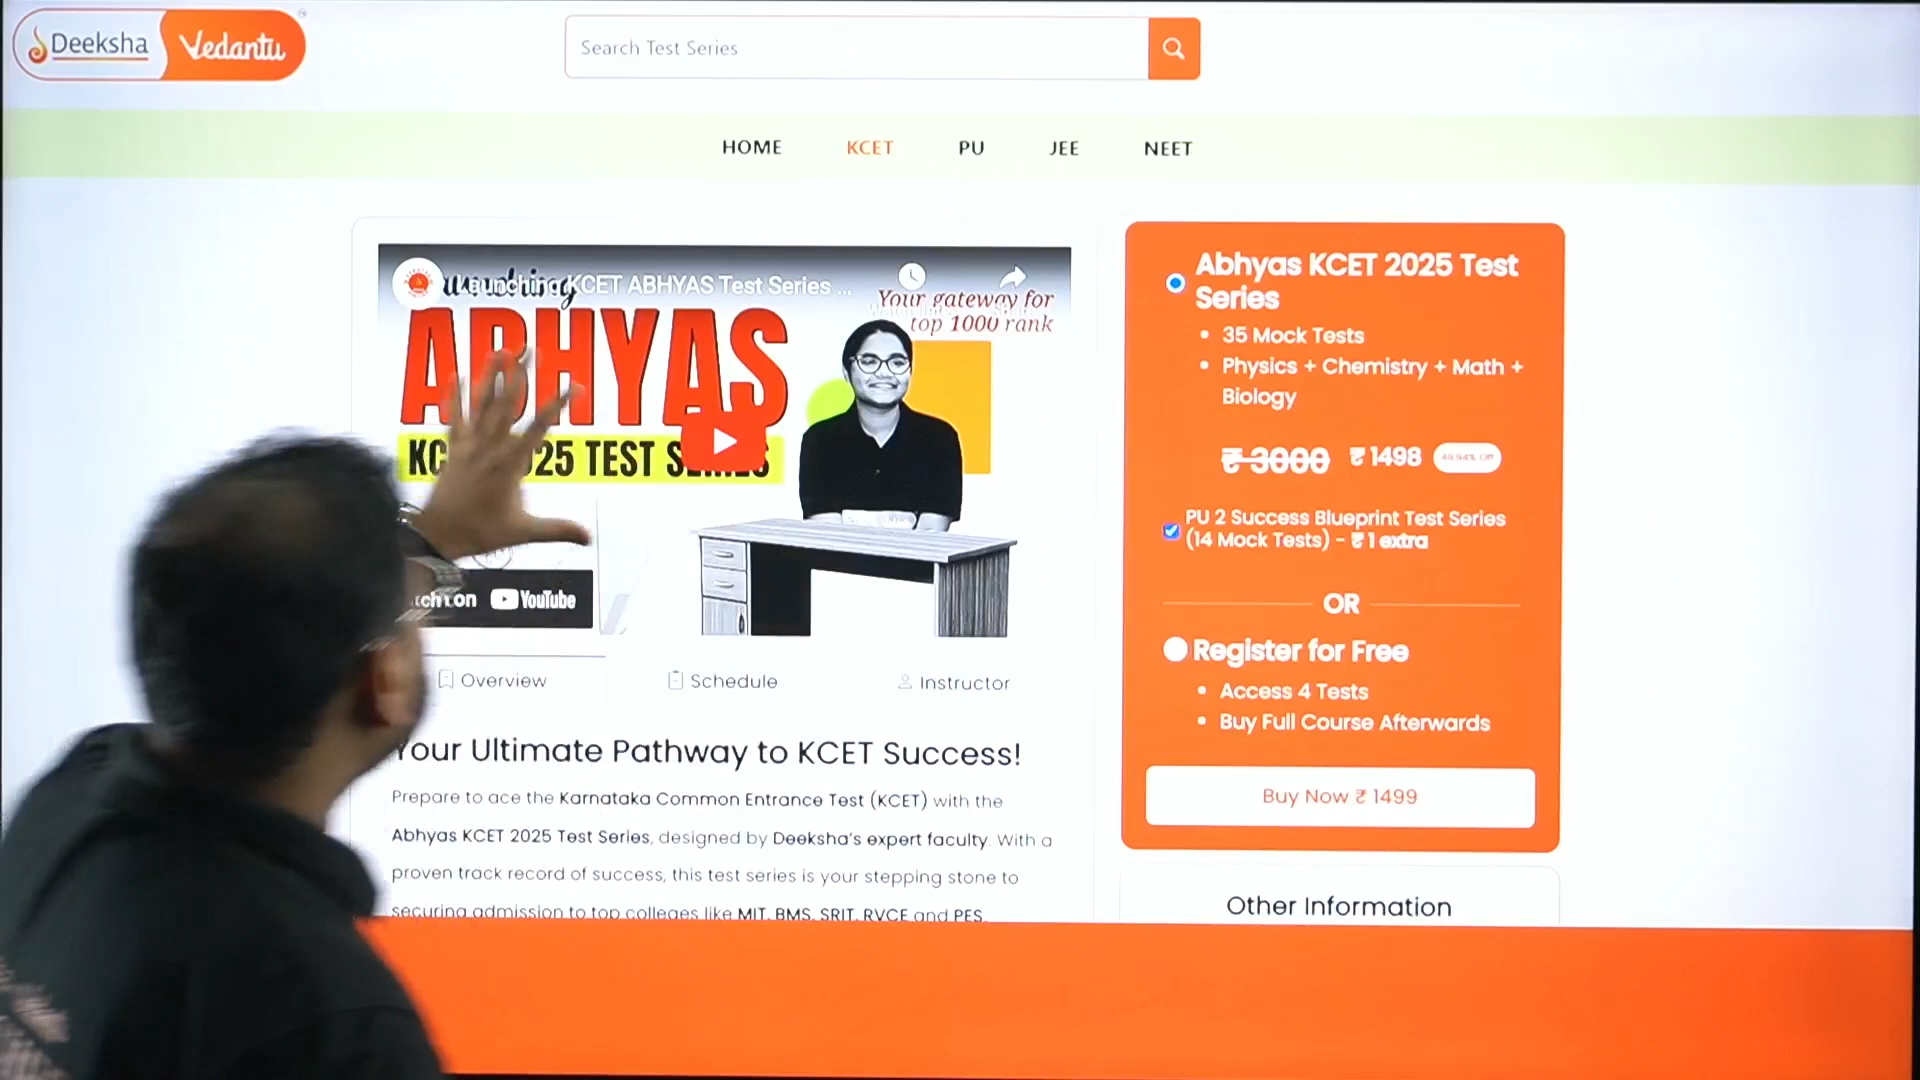 Deeksha Vedantu
Search Test Series
HOME KCET PU JEE NEET
Launching KCET ABHYAS Test Series ...
Your gateway for
top 1000 rank
ABHYAS
25 TEST
YouTube
Overview
Schedule
Instructor
Your Ultimate Pathway to KCET Success!
Prepare to ace the Karnataka Common Entrance Test (KCET) with the
Abhyas KCET 2025 Test Series, designed by Deeksha's expert faculty. With a
proven track record of success, this test series is your stepping stone to
securing admission to top colleges like MIT, BMS, SRIT, RVCE and PES.
Abhyas KCET 2025 Test
Series
35 Mock Tests
Physics + Chemistry + Math +
Biology
₹ 3000 ₹ 1498 49.94% Off
PU 2 Success Blueprint Test Series
(14 Mock Tests) - ₹ 1 extra
OR
Register for Free
Access 4 Tests
Buy Full Course Afterwards
Buy Now ₹ 1499
Other Information